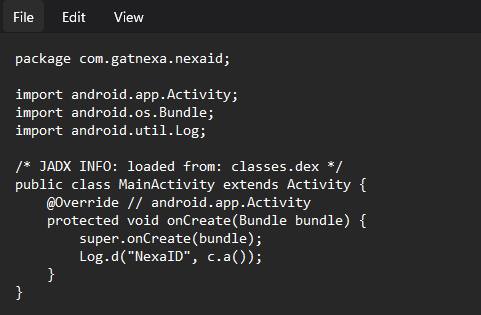 File Edit View
package com.gatnexa.nexaid;
import android.app.Activity;
import android.os.Bundle;
import android.util.Log;
/* JADX INFO: loaded from: classes.dex */
public class MainActivity extends Activity {
    @Override // android.app.Activity
    protected void onCreate(Bundle bundle) {
        super.onCreate(bundle);
        Log.d("NexaID", c.a());
    }
}